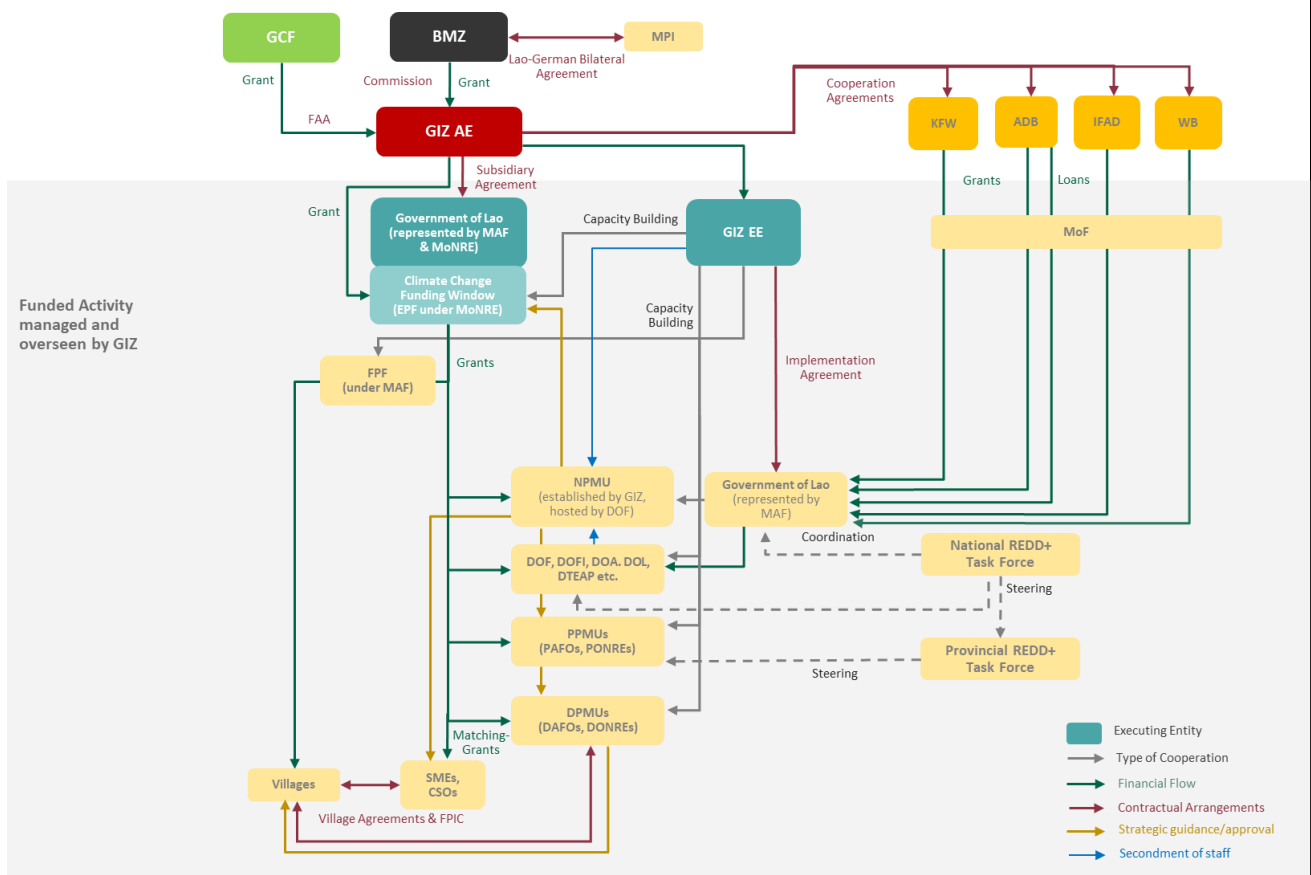 GCF
BMZ
MPI
Lao-German Bilateral
Agreement
Grant
Commission
Grant
Cooperation
Agreements
FAA
GIZ AE
KFW
ADB
IFAD
WB
Subsidiary
Agreement
Grants
Loans
Grant
Government of Lao
(represented by MAF
& MoNRE)
Capacity Building
GIZ EE
MoF
Climate Change
Funding Window
(EPF under MoNRE)
Funded Activity
managed and
overseen by GIZ
Capacity
Building
Grants
Implementation
Agreement
FPF
(under MAF)
NPMU
(established by GIZ,
hosted by DOF)
Government of Lao
(represented by
MAF)
Coordination
National REDD+
Task Force
DOF, DOFI, DOA. DOL,
DTEAP etc.
Steering
PPMUs
(PAFOs, PONREs)
Provincial REDD+
Task Force
Steering
DPMUs
(DAFOs, DONREs)
Matching-
Grants
Villages
SMEs,
CSOs
Village Agreements & FPIC
Executing Entity
Type of Cooperation
Financial Flow
Contractual Arrangements
Strategic guidance/approval
Secondment of staff